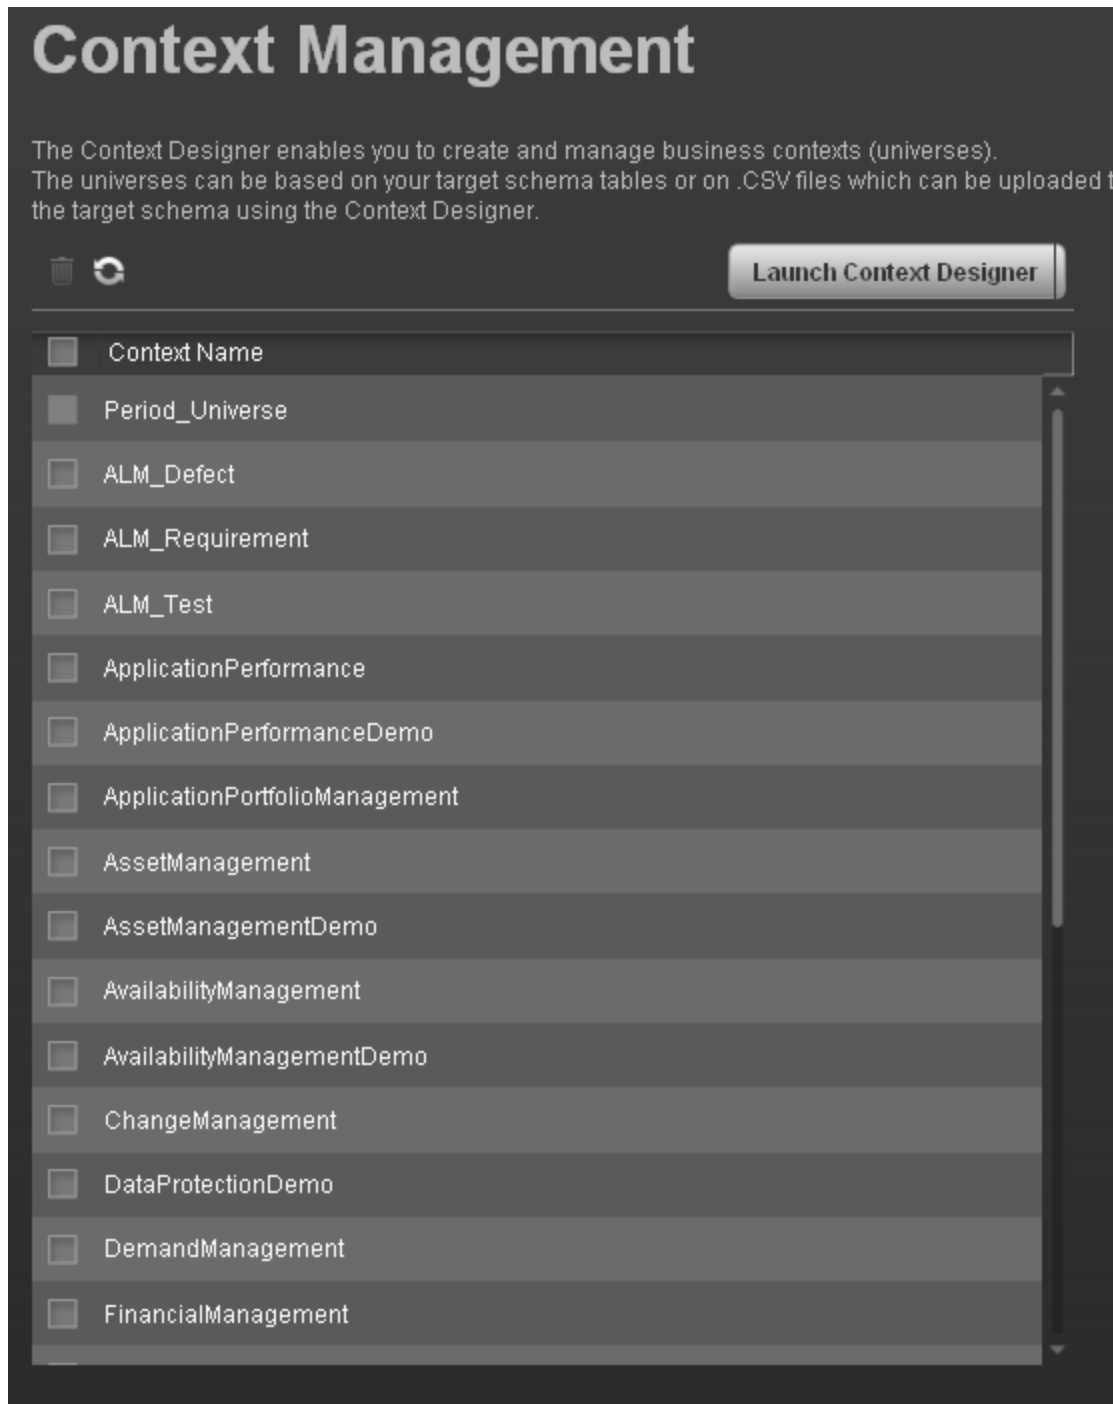 Context Management
The Context Designer enables you to create and manage business contexts (universes).
The universes can be based on your target schema tables or on .CSV files which can be uploaded t
the target schema using the Context Designer.
Launch Context Designer
Context Name
Period_Universe
ALM_Defect
ALM_Requirement
ALM_Test
ApplicationPerformance
ApplicationPerformanceDemo
ApplicationPortfolioManagement
AssetManagement
AssetManagementDemo
AvailabilityManagement
AvailabilityManagementDemo
ChangeManagement
DataProtectionDemo
DemandManagement
FinancialManagement